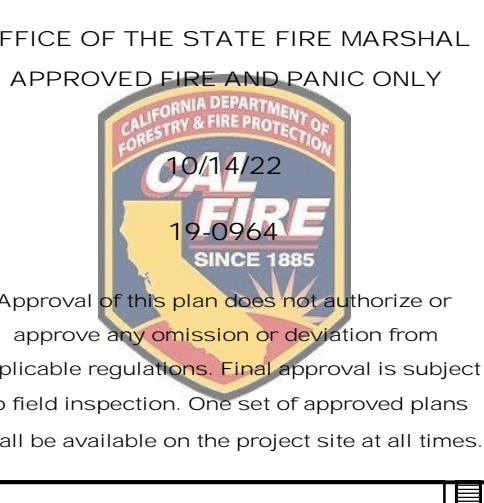 FFICE OF THE STATE FIRE MARSHAL
APPROVED FIRE AND PANIC ONLY
CALIFORNIA DEPARTMENT OF
FORESTRY & FIRE PROTECTION
10/14/22
CAL
FIRE
19-0964
SINCE 1885
Approval of this plan does not authorize or
approve any omission or deviation from
plicable regulations. Final approval is subject
o field inspection. One set of approved plans
all be available on the project site at all times.